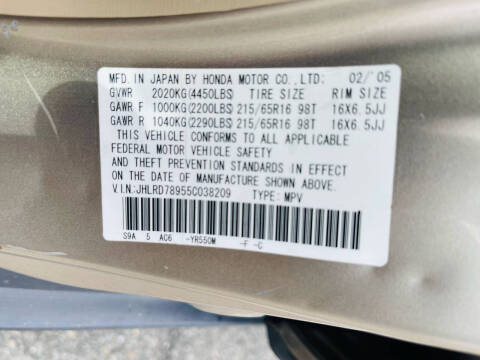 MFD. IN JAPAN BY HONDA MOTOR CO., LTD: 02/'05
GVWR 2020KG(4450LBS) TIRE SIZE RIM SIZE
GAWR F 1000KG(2200LBS) 215/65R16 98T 16X6.5JJ
GAWR R 1040KG(2290LBS) 215/65R16 98T 16X6.5JJ
THIS VEHICLE CONFORMS TO ALL APPLICABLE
FEDERAL MOTOR VEHICLE SAFETY
AND THEFT PREVENTION STANDARDS IN EFFECT
ON THE DATE OF MANUFACTURE SHOWN ABOVE.
V.I.N:JHLRD78955C038209 TYPE: MPV
S9A 5 AC6 -YR550M -F -C